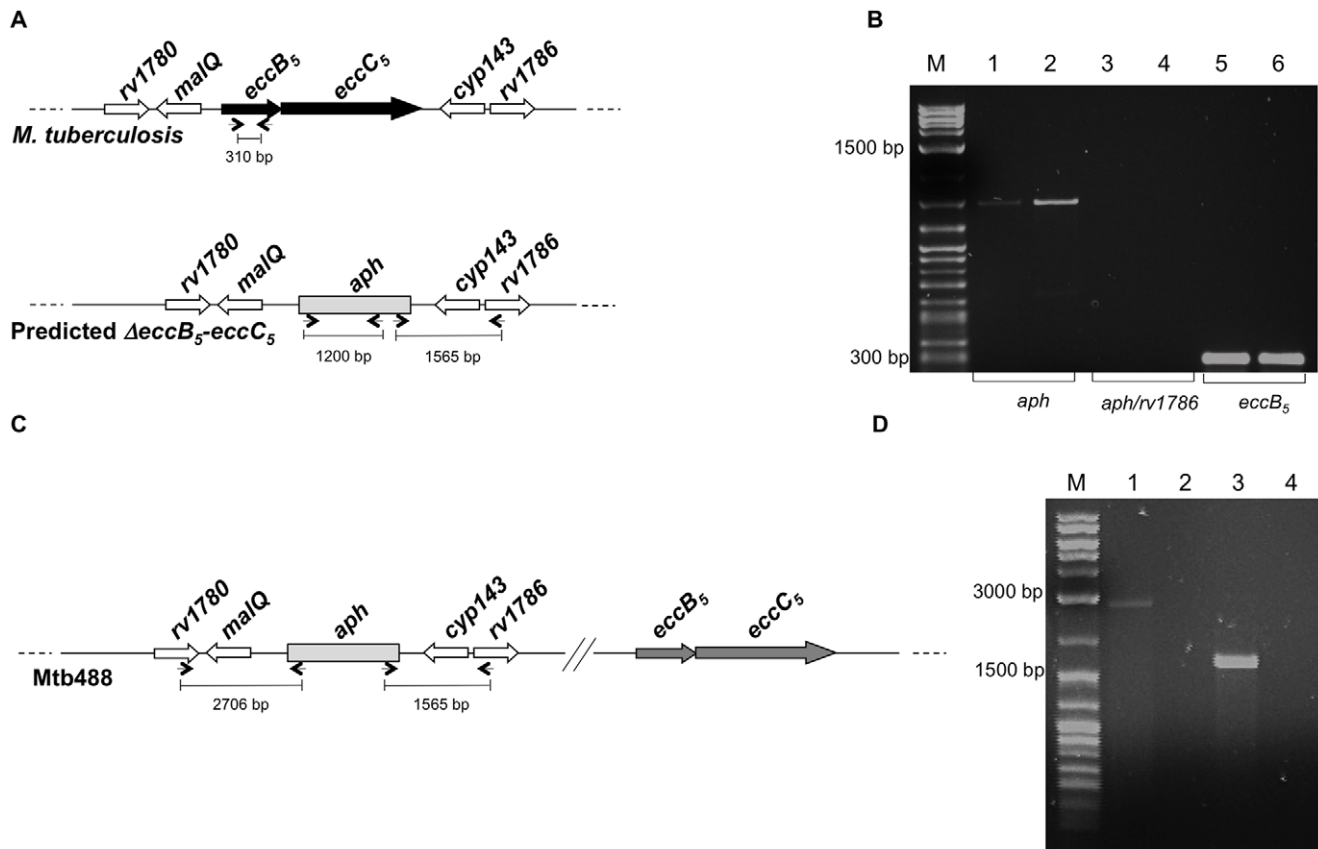 A
rv1780 malQ eccB5 eccC5 cyp143 rv1786
M. tuberculosis
310 bp
rv1780 malQ aph cyp143 rv1786
Predicted ΔeccB5-eccC5
1200 bp 1565 bp
B
M 1 2 3 4 5 6
1500 bp
300 bp
aph aph/rv1786 eccB5
C
rv1780 malQ aph cyp143 rv1786 eccB5 eccC5
Mtb488
2706 bp 1565 bp
D
M 1 2 3 4
3000 bp
1500 bp